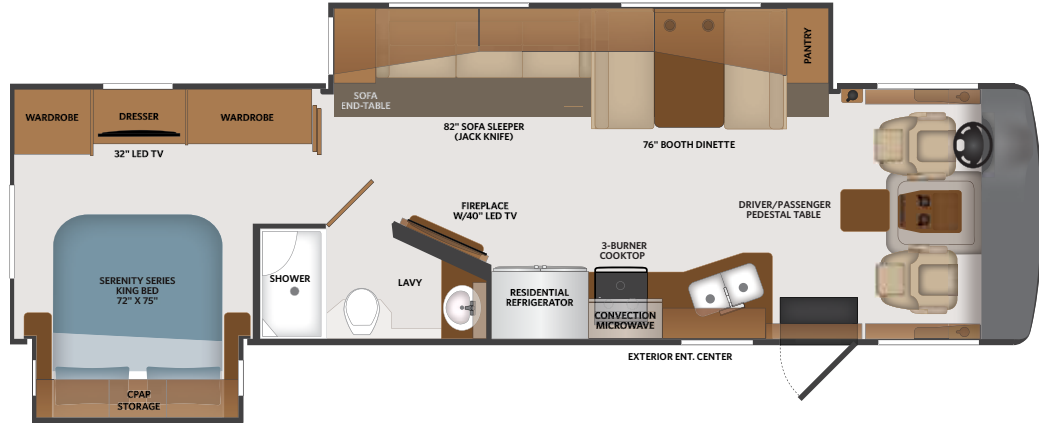 PANTRY
SOFA
END-TABLE
WARDROBE
DRESSER
WARDROBE
82" SOFA SLEEPER
(JACK KNIFE)
76" BOOTH DINETTE
32" LED TV
FIREPLACE
W/40" LED TV
DRIVER/PASSENGER
PEDESTAL TABLE
3-BURNER
COOKTOP
SHOWER
LAVY
SERENITY SERIES
KING BED
72" X 75"
RESIDENTIAL
REFRIGERATOR
CONVECTION
MICROWAVE
EXTERIOR ENT. CENTER
CPAP
STORAGE